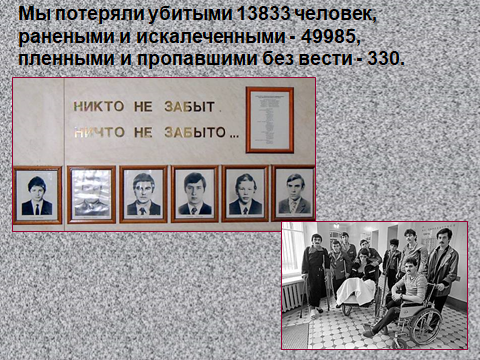 Мы потеряли убитыми 13833 человек,
ранеными и искалеченными - 49985,
пленными и пропавшими без вести - 330.
НИКТО НЕ ЗАБЫТ.
НИЧТО НЕ ЗАБЫТО...